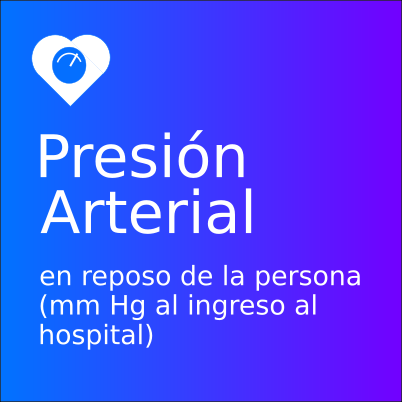 Presión
Arterial
en reposo de la persona
(mm Hg al ingreso al
hospital)